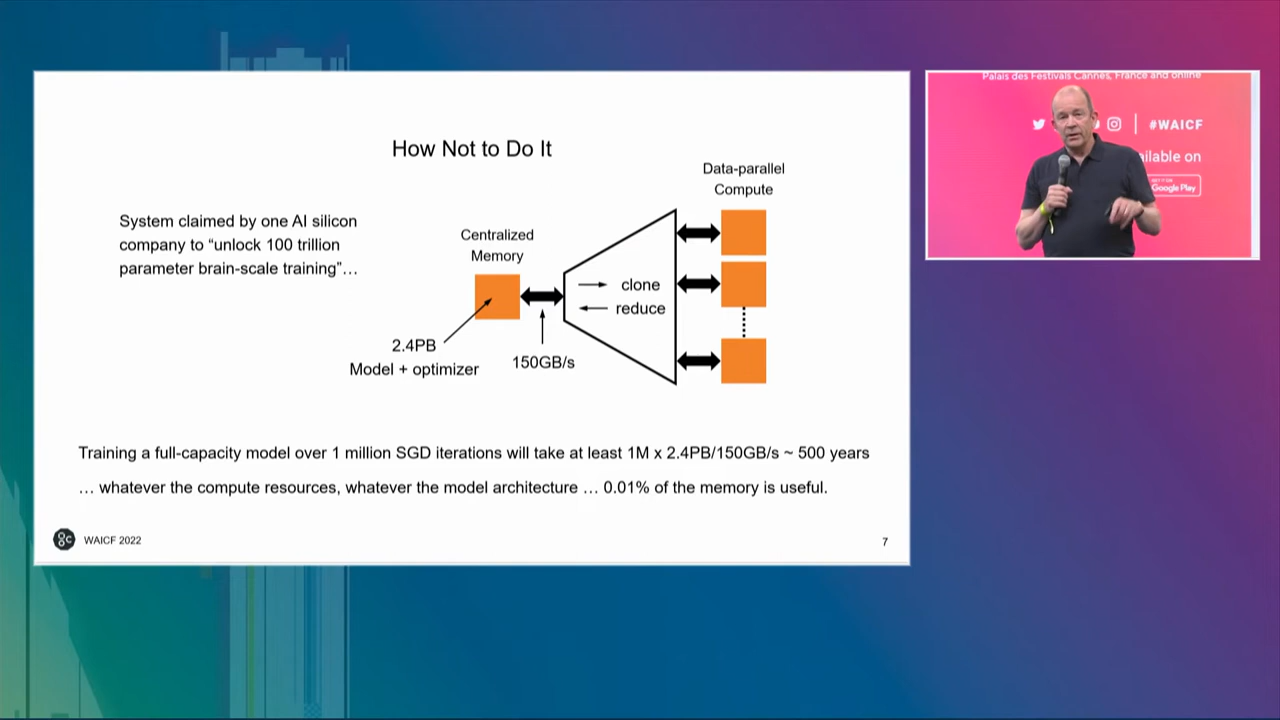 How Not to Do It
System claimed by one AI silicon
company to “unlock 100 trillion
parameter brain-scale training”…
Centralized
Memory
2.4PB
Model + optimizer
150GB/s
clone
reduce
Data-parallel
Compute
Training a full-capacity model over 1 million SGD iterations will take at least 1M x 2.4PB/150GB/s ~ 500 years
… whatever the compute resources, whatever the model architecture … 0.01% of the memory is useful.
WAICF 2022
7
Palais des Festivals Cannes, France and online
#WAICF
ailable on
Google Play